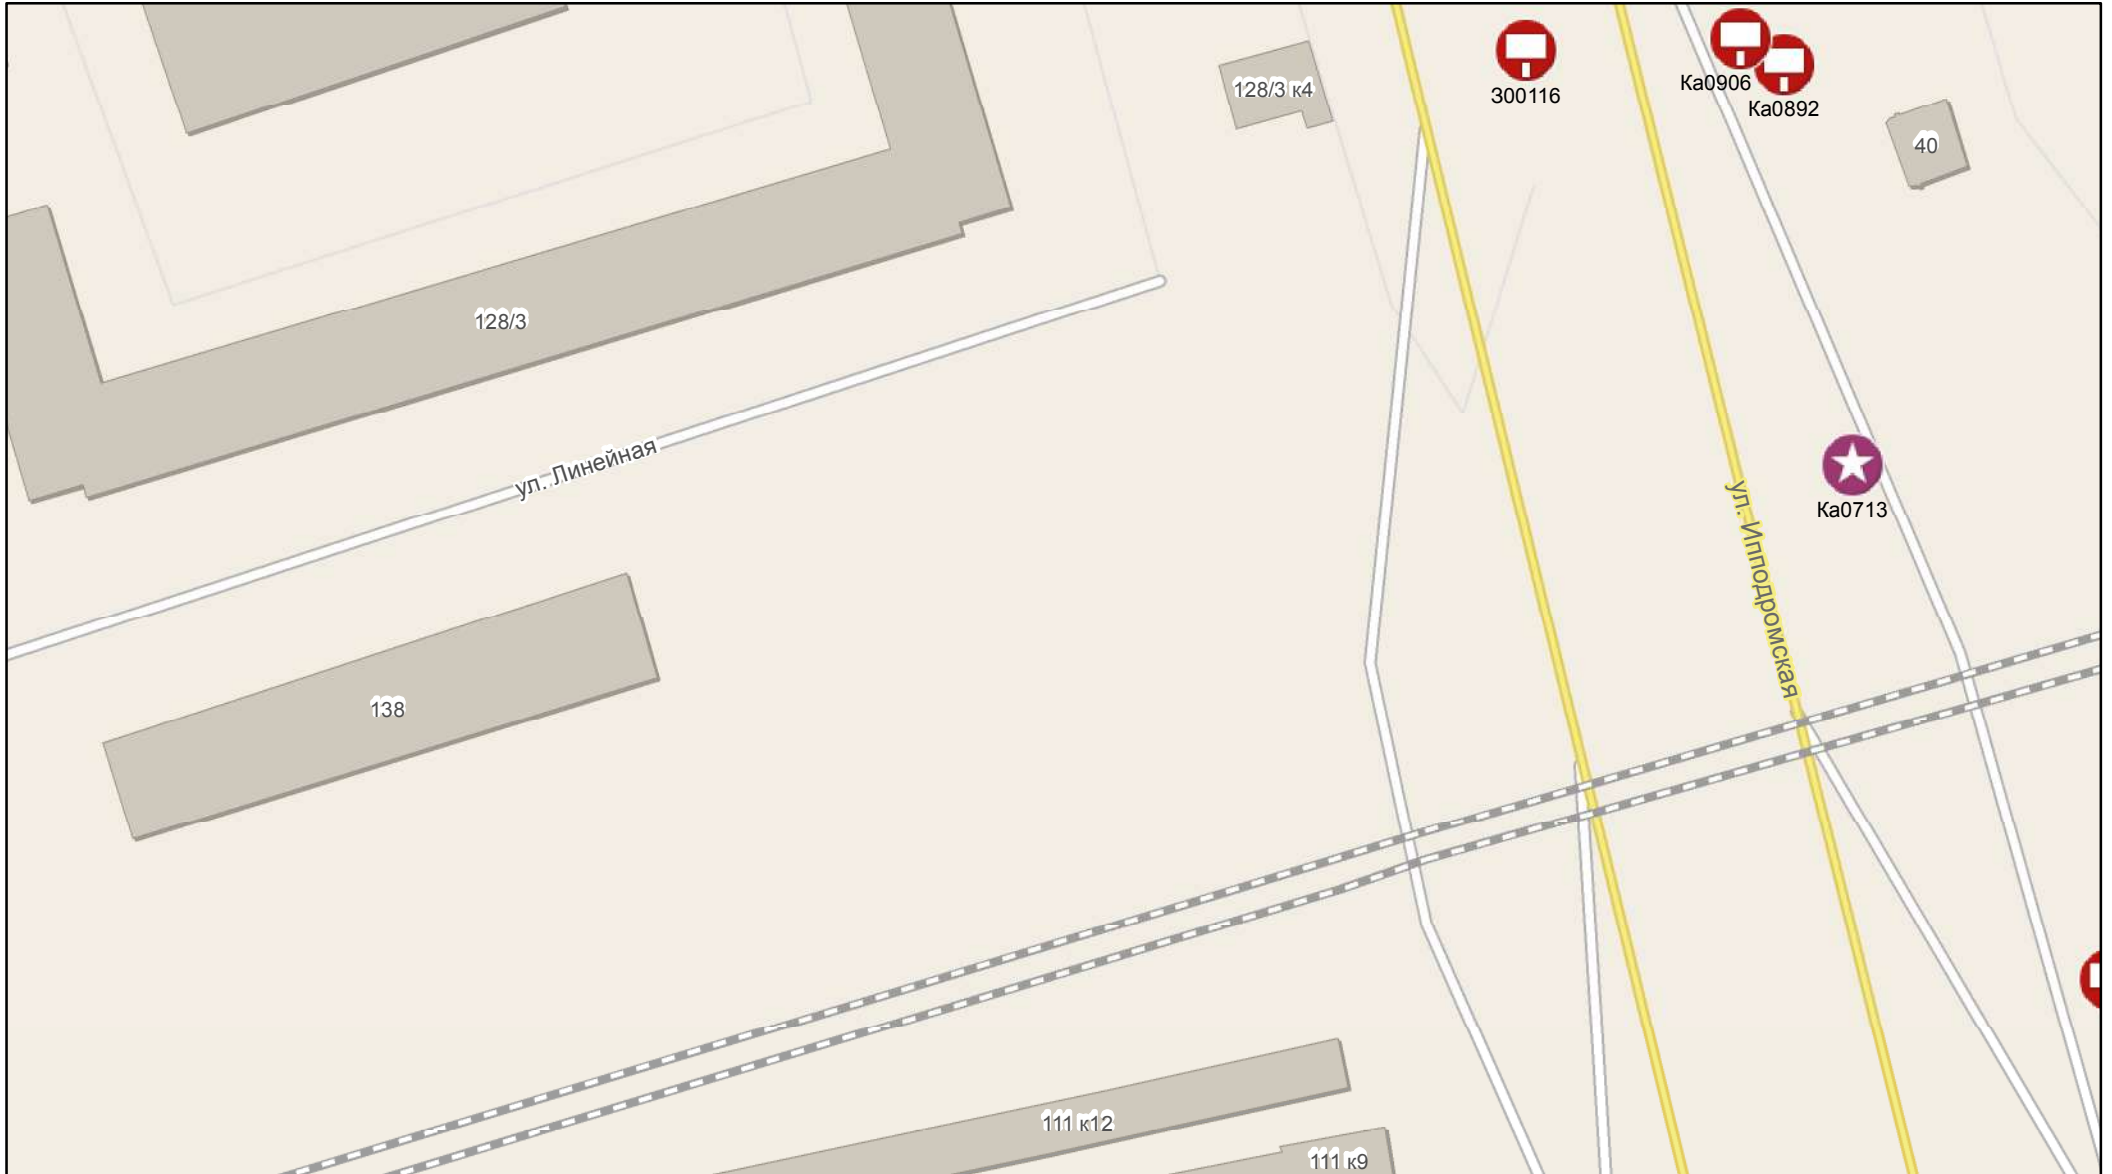 128/3 к4
300116
Ка0906
Ка0892
40
128/3
ул. Линейная
Ка0713
ул. Ипподромская
138
111 к12
111 к9